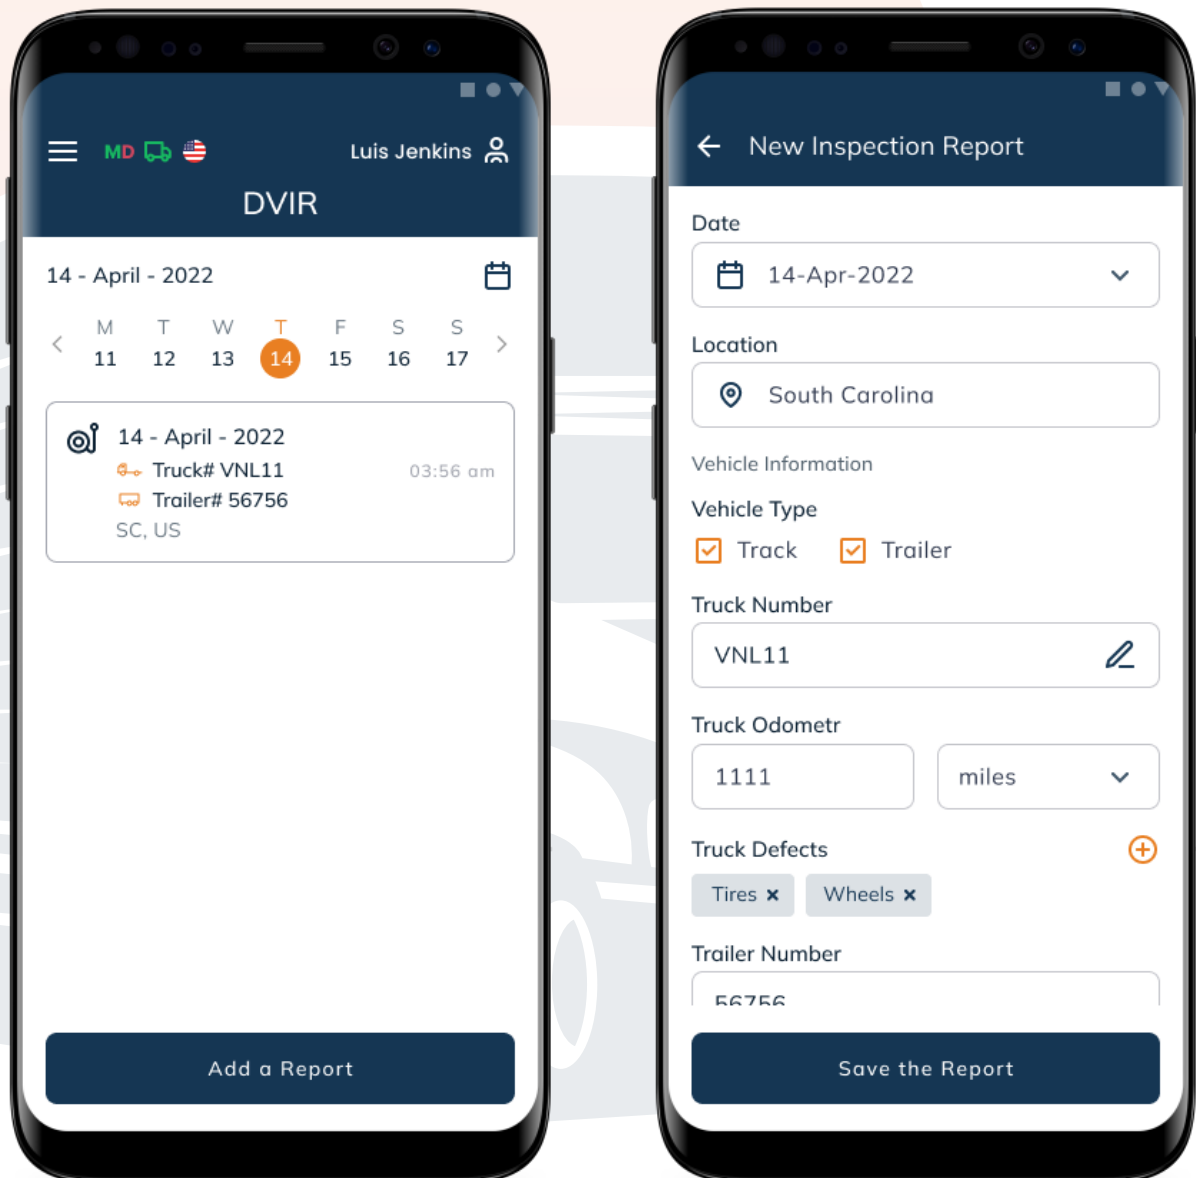 MD
Luis Jenkins
DVIR
14 - April - 2022
M T W T F S S
11 12 13 14 15 16 17
14 - April - 2022
Truck# VNL11
03:56 am
Trailer# 56756
SC, US
Add a Report
New Inspection Report
Date
14-Apr-2022
Location
South Carolina
Vehicle Information
Vehicle Type
Track Trailer
Truck Number
VNL11
Truck Odometr
1111 miles
Truck Defects
Tires × Wheels ×
Trailer Number
56756
Save the Report